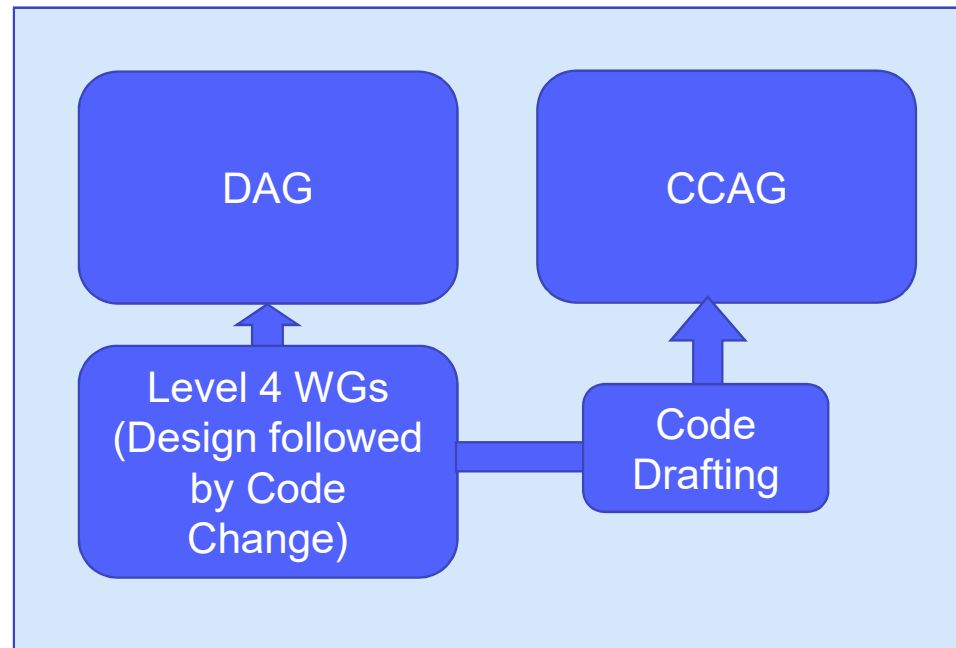 DAG
CCAG
Level 4 WGs
(Design followed
by Code
Change)
Code
Drafting